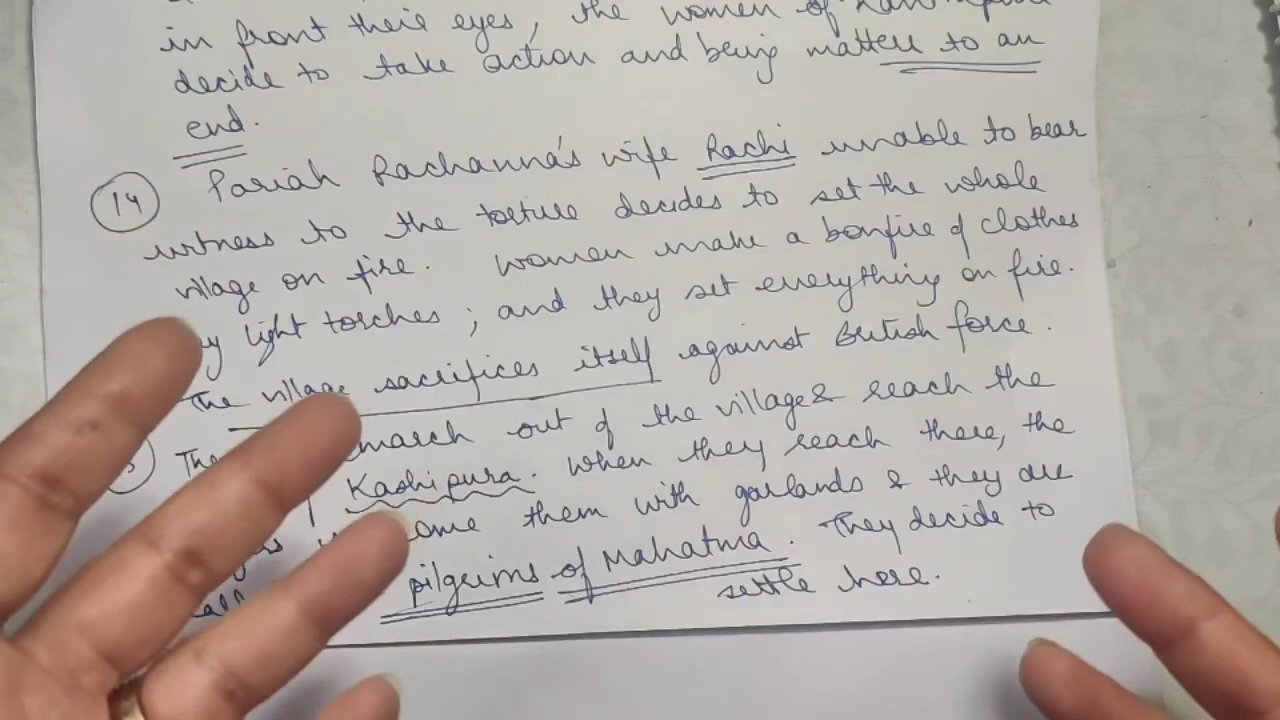 in front their eyes, the women of
decide to take action and being matters to an
end.
14 Pariah Rachanna's wife Rachi unable to bear
witness to the torture decides to set the whole
village on fire. Women make a bonfire of clothes
light torches; and they set everything on fire.
The village sacrifices itself against British force.
The march out of the village & reach the
Kashipura. When they reach there, the
them with garlands & they are
pilgrims of Mahatma. They decide to
settle here.